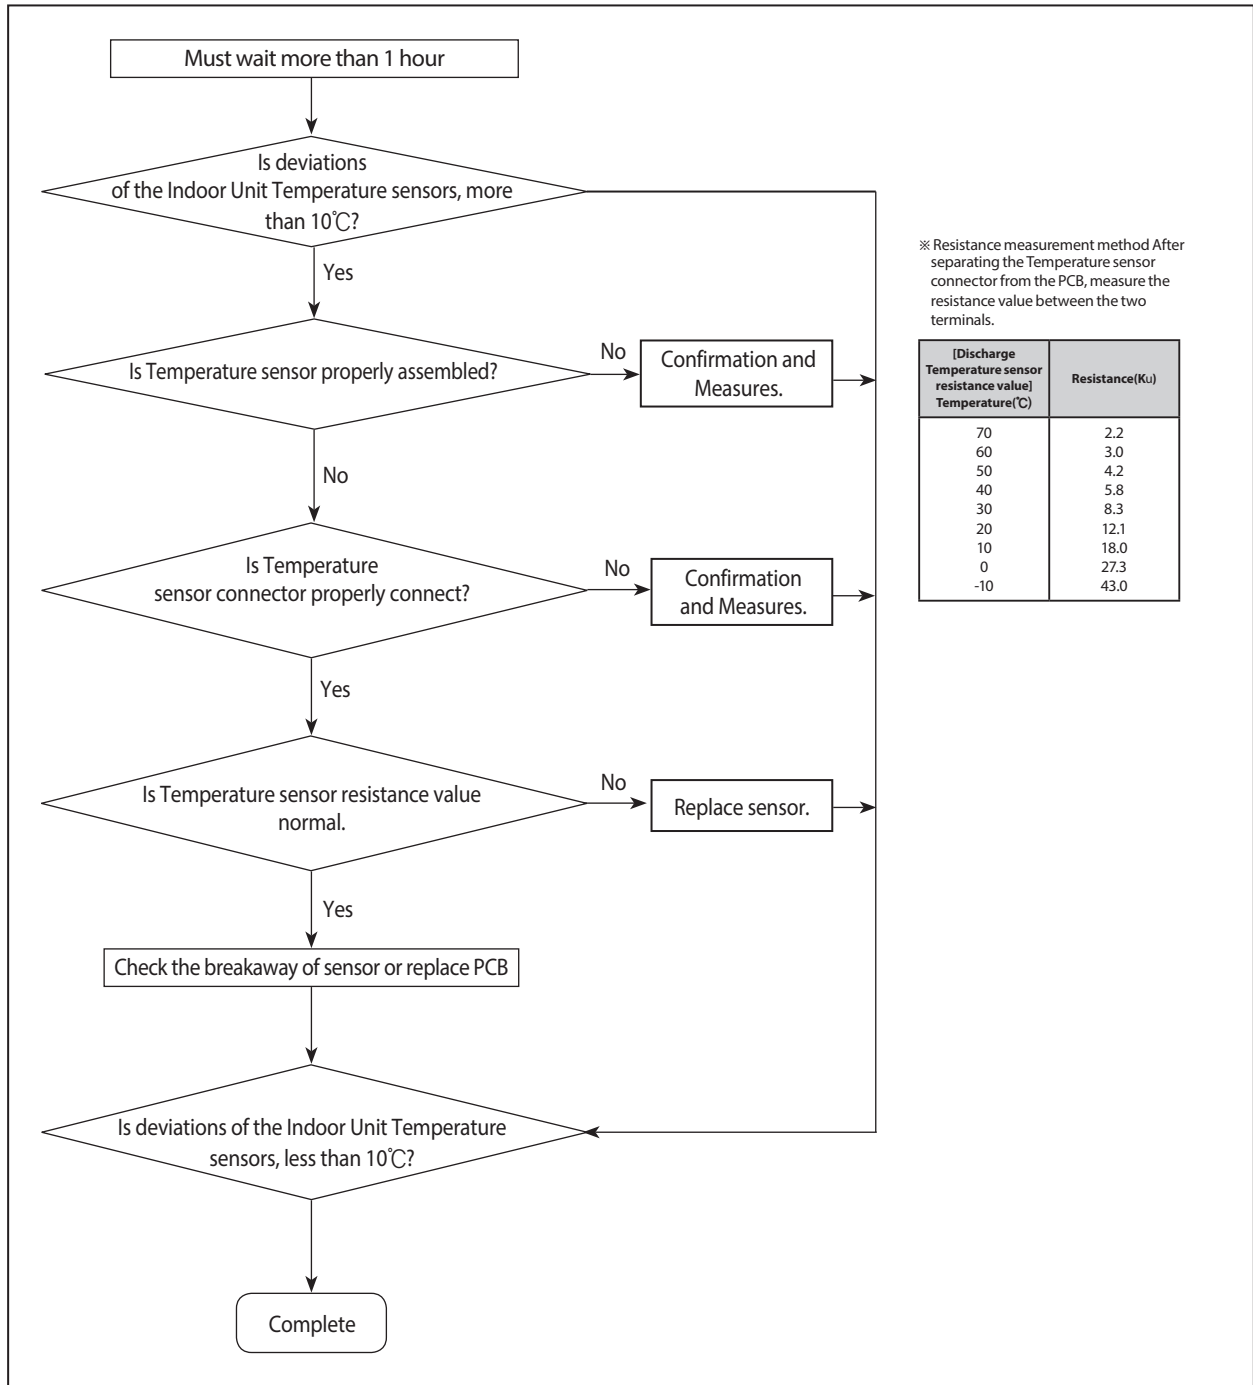 Must wait more than 1 hour
Is deviations
of the Indoor Unit Temperature sensors, more
than 10℃?
Yes
Is Temperature sensor properly assembled?
No
Confirmation and
Measures.
No
Is Temperature
sensor connector properly connect?
No
Confirmation
and Measures.
Yes
Is Temperature sensor resistance value
normal.
No
Replace sensor.
Yes
Check the breakaway of sensor or replace PCB
Is deviations of the Indoor Unit Temperature
sensors, less than 10℃?
Complete
※ Resistance measurement method After
separating the Temperature sensor
connector from the PCB, measure the
resistance value between the two
terminals.
[Discharge
Temperature sensor
resistance value]
Temperature(℃)
Resistance(Ku)
70 2.2
60 3.0
50 4.2
40 5.8
30 8.3
20 12.1
10 18.0
0 27.3
-10 43.0